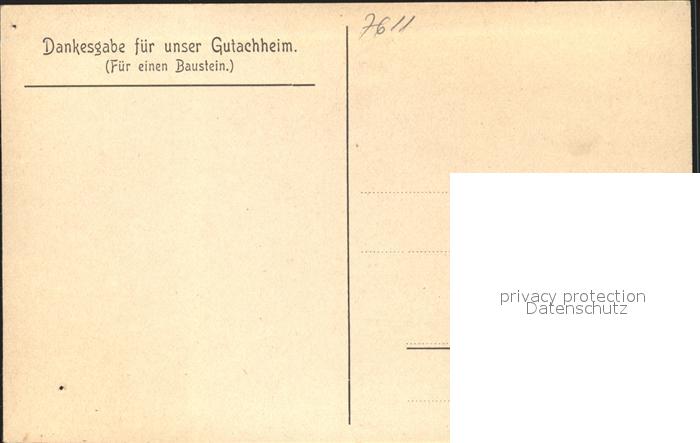 Dankesgabe für unser Gutachheim.
(Für einen Baustein.)
7611
privacy protection
Datenschutz